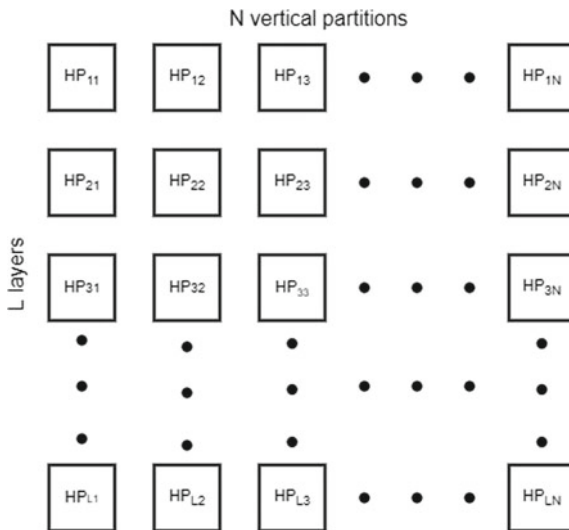 N vertical partitions
HP₁₁ HP₁₂ HP₁₃ HP₁N
HP₂₁ HP₂₂ HP₂₃ HP₂N
L layers
HP31 HP32 HP₃₃ HP₃N
HPL1 HPL2 HPL3 HPLN